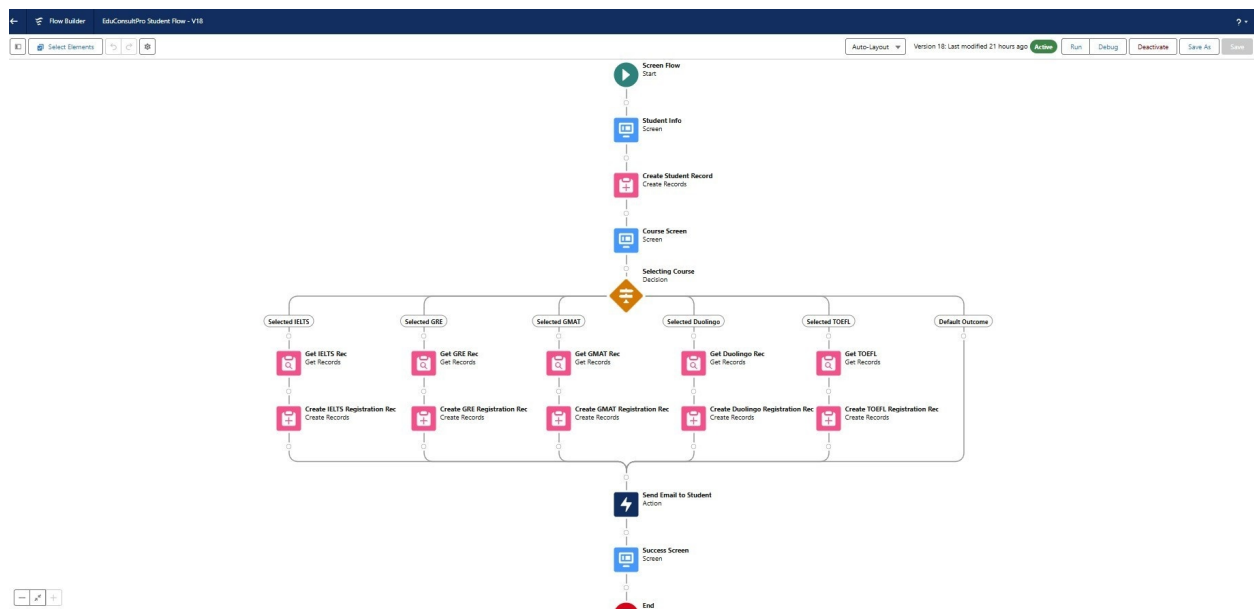 Flow Builder
EduConsultPro Student Flow - V18
?
Select Elements
Auto-Layout
Version 18: Last modified 21 hours ago
Active
Run
Debug
Deactivate
Save As
Save
Screen Flow
Start
Student Info
Screen
Create Student Record
Create Records
Course Screen
Screen
Selecting Course
Decision
Selected IELTS
Selected GRE
Selected GMAT
Selected Duolingo
Selected TOEFL
Default Outcome
Get IELTS Rec
Get Records
Get GRE Rec
Get Records
Get GMAT Rec
Get Records
Get Duolingo Rec
Get Records
Get TOEFL
Get Records
Create IELTS Registration Rec
Create Records
Create GRE Registration Rec
Create Records
Create GMAT Registration Rec
Create Records
Create Duolingo Registration Rec
Create Records
Create TOEFL Registration Rec
Create Records
Send Email to Student
Action
Success Screen
Screen
End